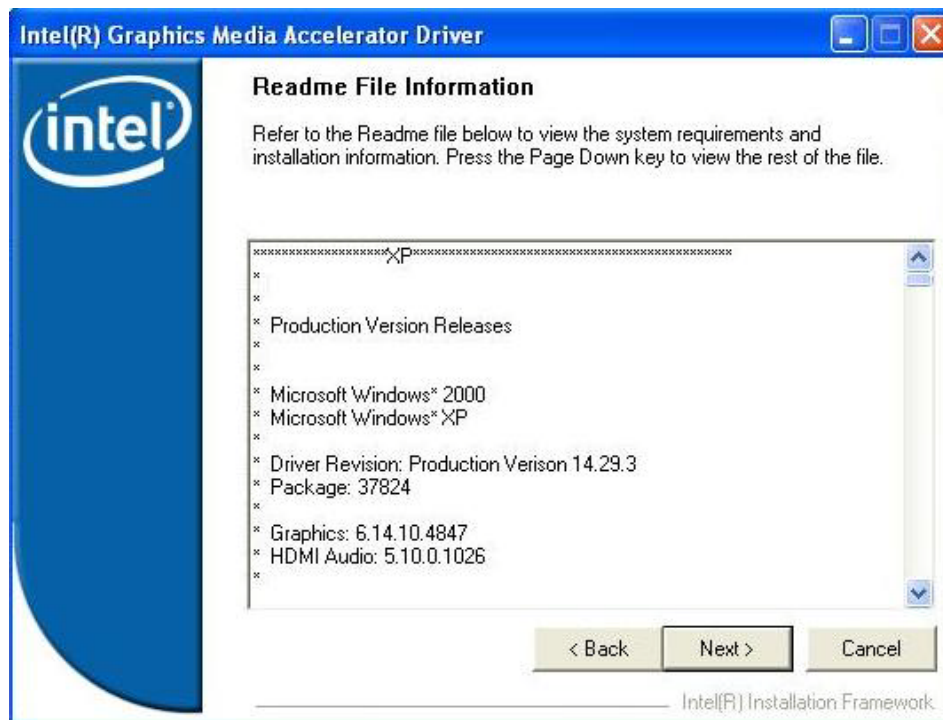 Intel(R) Graphics Media Accelerator Driver
intel
Readme File Information
Refer to the Readme file below to view the system requirements and
installation information. Press the Page Down key to view the rest of the file.
******************XP*********************************************
*
*
* Production Version Releases
*
*
* Microsoft Windows* 2000
* Microsoft Windows* XP
*
* Driver Revision: Production Verison 14.29.3
* Package: 37824
*
* Graphics: 6.14.10.4847
* HDMI Audio: 5.10.0.1026
*
< Back Next > Cancel
Intel(R) Installation Framework